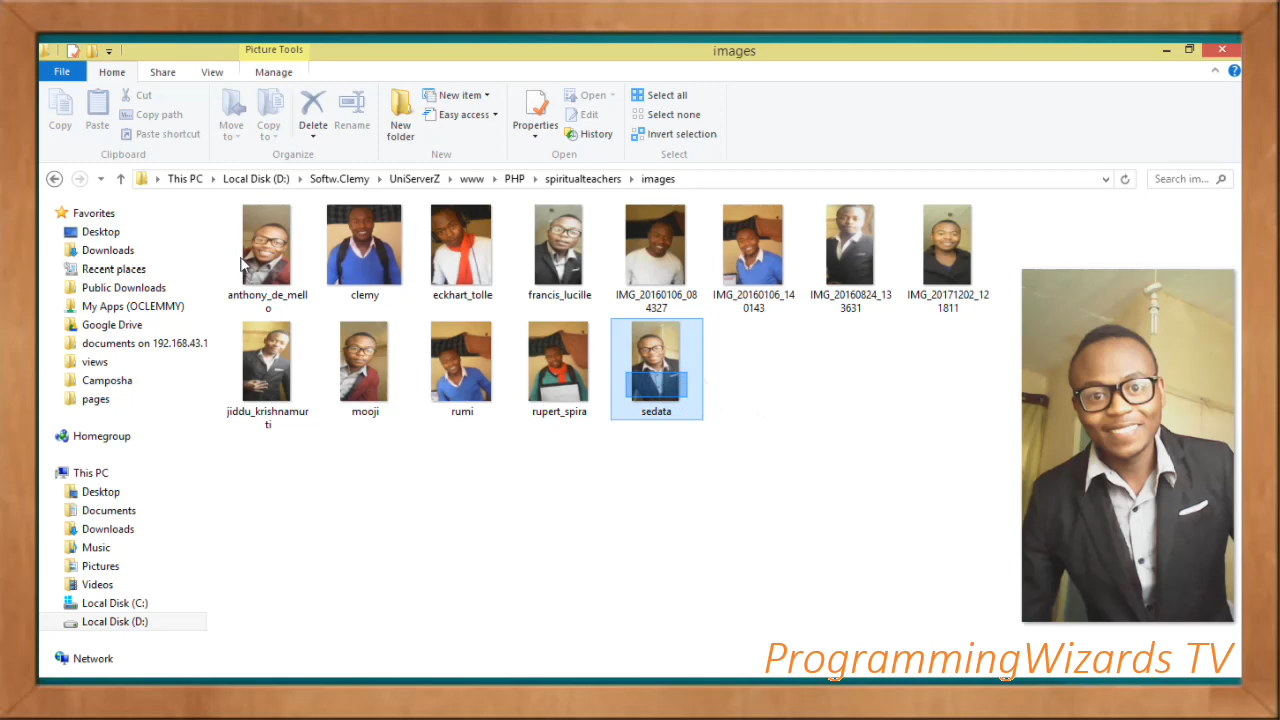 Picture Tools
images
File
Home
Share
View
Manage
Copy
Paste
Cut
Copy path
Paste shortcut
Clipboard
Move to
Copy to
Delete
Rename
Organize
New folder
New item
Easy access
New
Properties
Open
Edit
History
Open
Select all
Select none
Invert selection
Select
This PC
Local Disk (D:)
Softw.Clemy
UniServerZ
www
PHP
spiritualteachers
images
Search im...
Favorites
Desktop
Downloads
Recent places
Public Downloads
My Apps (OCLEMMY)
Google Drive
documents on 192.168.43.1
views
Camposha
pages
Homegroup
This PC
Desktop
Documents
Downloads
Music
Pictures
Videos
Local Disk (C:)
Local Disk (D:)
Network
anthony_de_mell
o
clemy
eckhart_tolle
francis_lucille
IMG_20160106_08
4327
IMG_20160106_14
0143
IMG_20160824_13
3631
IMG_20171202_12
1811
jiddu_krishnamur
ti
mooji
rumi
rupert_spira
sedata
ProgrammingWizards TV